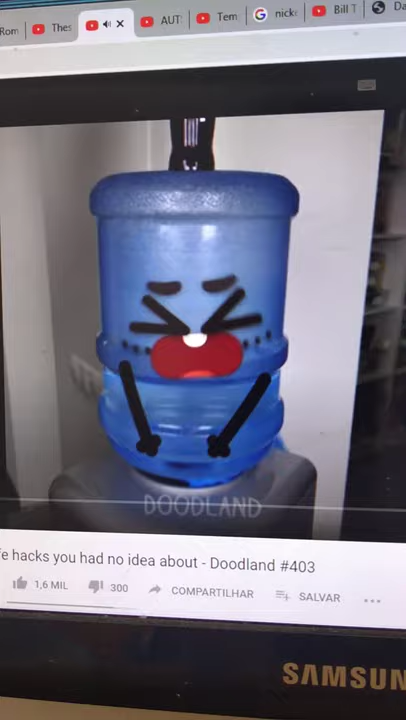 Rom
Thes
AUT
Tem
nick
Bill T
Da
DOODLAND
fe hacks you had no idea about - Doodland #403
1,6 MIL
300
COMPARTILHAR
SALVAR
SAMSUN